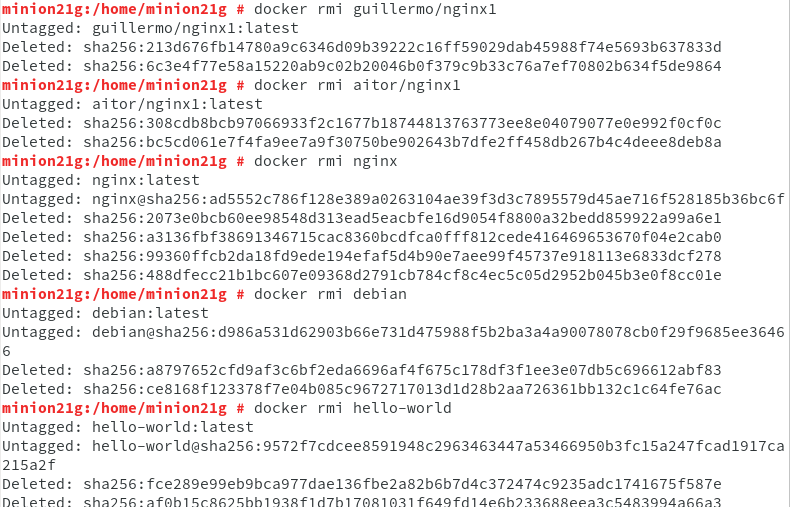 minion21g:/home/minion21g # docker rmi guillermo/nginx1
Untagged: guillermo/nginx1:latest
Deleted: sha256:213d676fb14780a9c6346d09b39222c16ff59029dab45988f74e5693b637833d
Deleted: sha256:6c3e4f77e58a15220ab9c02b20046b0f379c9b33c76a7ef70802b634f5de9864
minion21g:/home/minion21g # docker rmi aitor/nginx1
Untagged: aitor/nginx1:latest
Deleted: sha256:308cdb8bcb97066933f2c1677b18744813763773ee8e04079077e0e992f0cf0c
Deleted: sha256:bc5cd061e7f4fa9ee7a9f30750be902643b7dfe2ff458db267b4c4deee8deb8a
minion21g:/home/minion21g # docker rmi nginx
Untagged: nginx:latest
Untagged: nginx@sha256:ad5552c786f128e389a0263104ae39f3d3c7895579d45ae716f528185b36bc6f
Deleted: sha256:2073e0bcb60ee98548d313ead5eacbfe16d9054f8800a32bedd859922a99a6e1
Deleted: sha256:a3136fbf38691346715cac8360bcdfca0fff812cede416469653670f04e2cab0
Deleted: sha256:99360ffcb2da18fd9ede194efaf5d4b90e7aee99f45737e918113e6833dcf278
Deleted: sha256:488dfecc21b1bc607e09368d2791cb784cf8c4ec5c05d2952b045b3e0f8cc01e
minion21g:/home/minion21g # docker rmi debian
Untagged: debian:latest
Untagged: debian@sha256:d986a531d62903b66e731d475988f5b2ba3a4a90078078cb0f29f9685ee3646
6
Deleted: sha256:a8797652cfd9af3c6bf2eda6696af4f675c178df3f1ee3e07db5c696612abf83
Deleted: sha256:ce8168f123378f7e04b085c9672717013d1d28b2aa726361bb132c1c64fe76ac
minion21g:/home/minion21g # docker rmi hello-world
Untagged: hello-world:latest
Untagged: hello-world@sha256:9572f7cdcee8591948c2963463447a53466950b3fc15a247fcad1917ca
215a2f
Deleted: sha256:fce289e99eb9bca977dae136fbe2a82b6b7d4c372474c9235adc1741675f587e
Deleted: sha256:af0b15c8625bb1938f1d7b17081031f649fd14e6b233688eea3c5483994a66a3